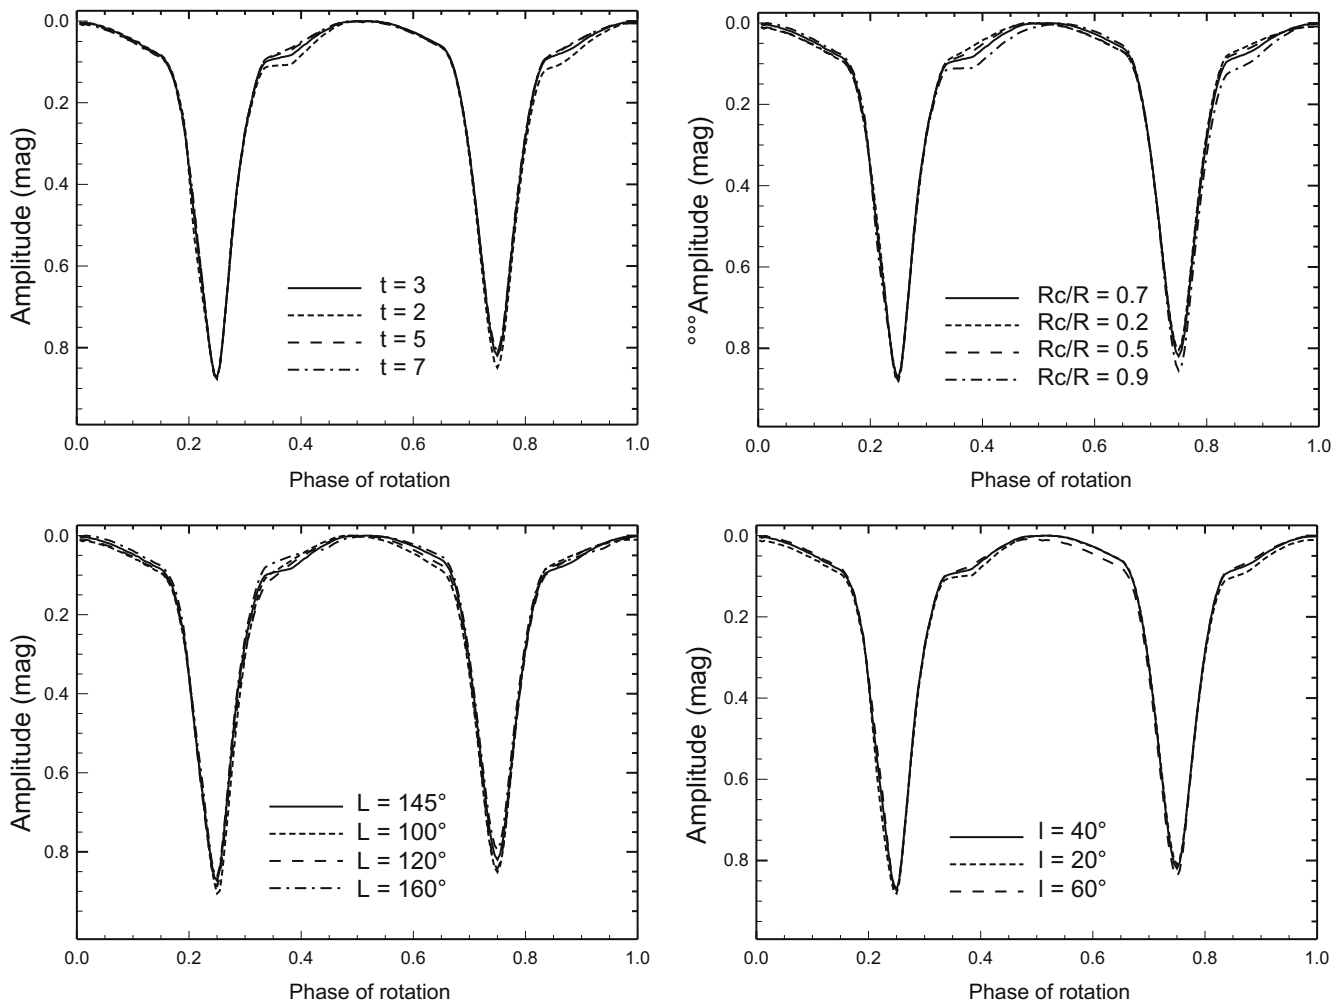 0.0
0.2
0.4
0.6
0.8
Amplitude (mag)
t = 3
t = 2
t = 5
t = 7
0.0 0.2 0.4 0.6 0.8 1.0
Phase of rotation
0.0
0.2
0.4
0.6
0.8
°°°Amplitude (mag)
Rc/R = 0.7
Rc/R = 0.2
Rc/R = 0.5
Rc/R = 0.9
0.0 0.2 0.4 0.6 0.8 1.0
Phase of rotation
0.0
0.2
0.4
0.6
0.8
Amplitude (mag)
L = 145°
L = 100°
L = 120°
L = 160°
0.0 0.2 0.4 0.6 0.8 1.0
Phase of rotation
0.0
0.2
0.4
0.6
0.8
Amplitude (mag)
I = 40°
I = 20°
I = 60°
0.0 0.2 0.4 0.6 0.8 1.0
Phase of rotation